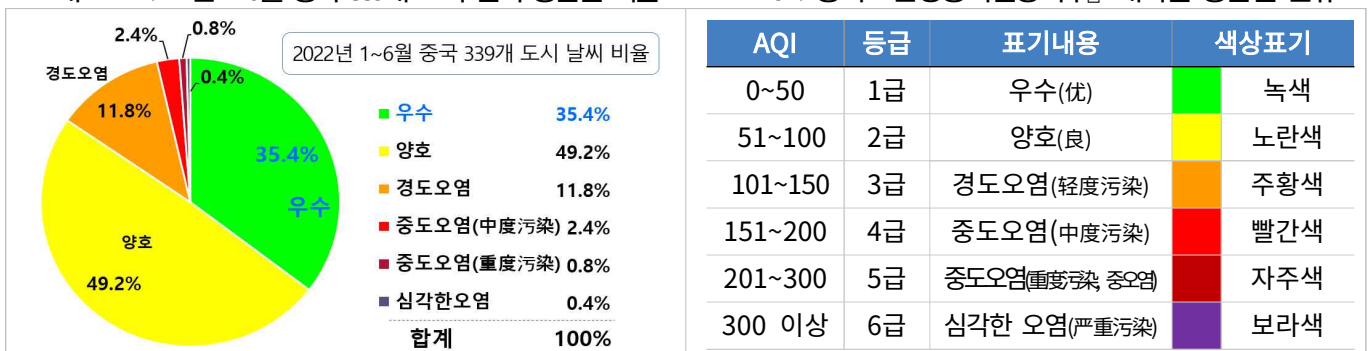 2.4%
0.8%
2022년 1~6월 중국 339개 도시 날씨 비율
경도오염
0.4%
11.8%
35.4%
우수
양호
49.2%
우수 35.4%
양호 49.2%
경도오염 11.8%
중도오염(中度污染) 2.4%
중도오염(重度污染) 0.8%
심각한오염 0.4%
합계 100%
AQI 등급 표기내용 색상표기
0~50 1급 우수(优) 녹색
51~100 2급 양호(良) 노란색
101~150 3급 경도오염(轻度污染) 주황색
151~200 4급 중도오염(中度污染) 빨간색
201~300 5급 중도오염(重度污染, 중오염) 자주색
300 이상 6급 심각한 오염(严重污染) 보라색